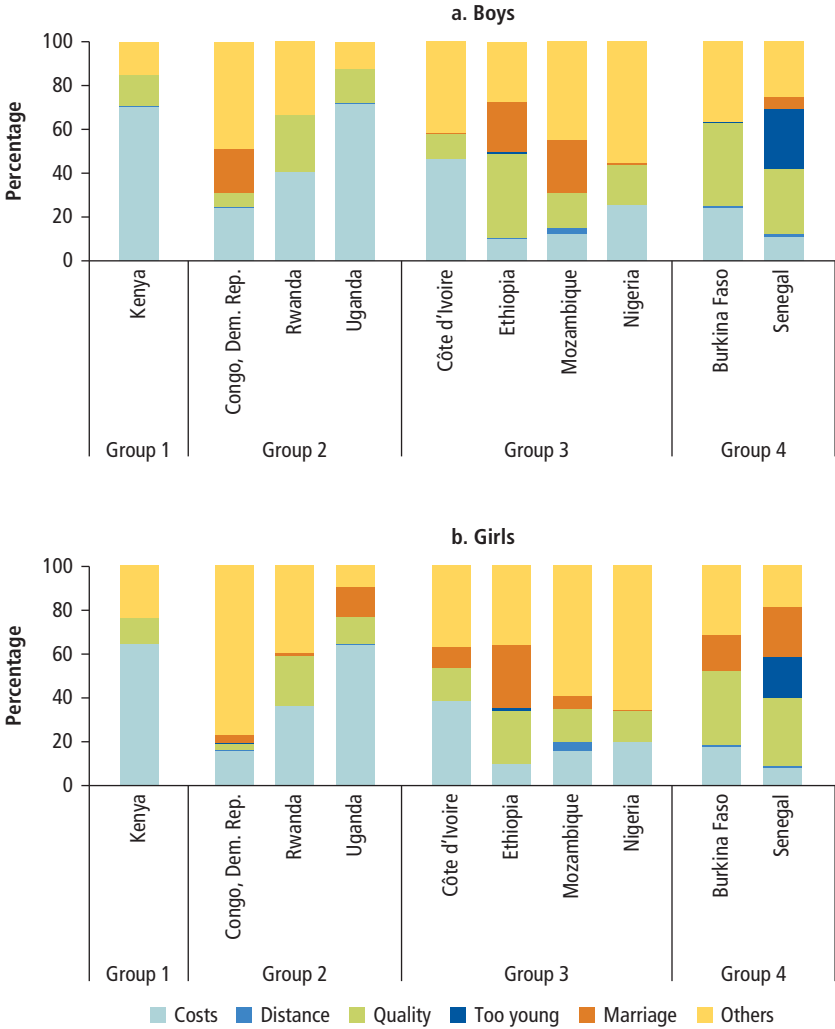 a. Boys
Percentage
100
80
60
40
20
0
Kenya
Congo, Dem. Rep.
Rwanda
Uganda
Côte d'Ivoire
Ethiopia
Mozambique
Nigeria
Burkina Faso
Senegal
Group 1 Group 2 Group 3 Group 4
b. Girls
Percentage
100
80
60
40
20
0
Kenya
Congo, Dem. Rep.
Rwanda
Uganda
Côte d'Ivoire
Ethiopia
Mozambique
Nigeria
Burkina Faso
Senegal
Group 1 Group 2 Group 3 Group 4
Costs Distance Quality Too young Marriage Others